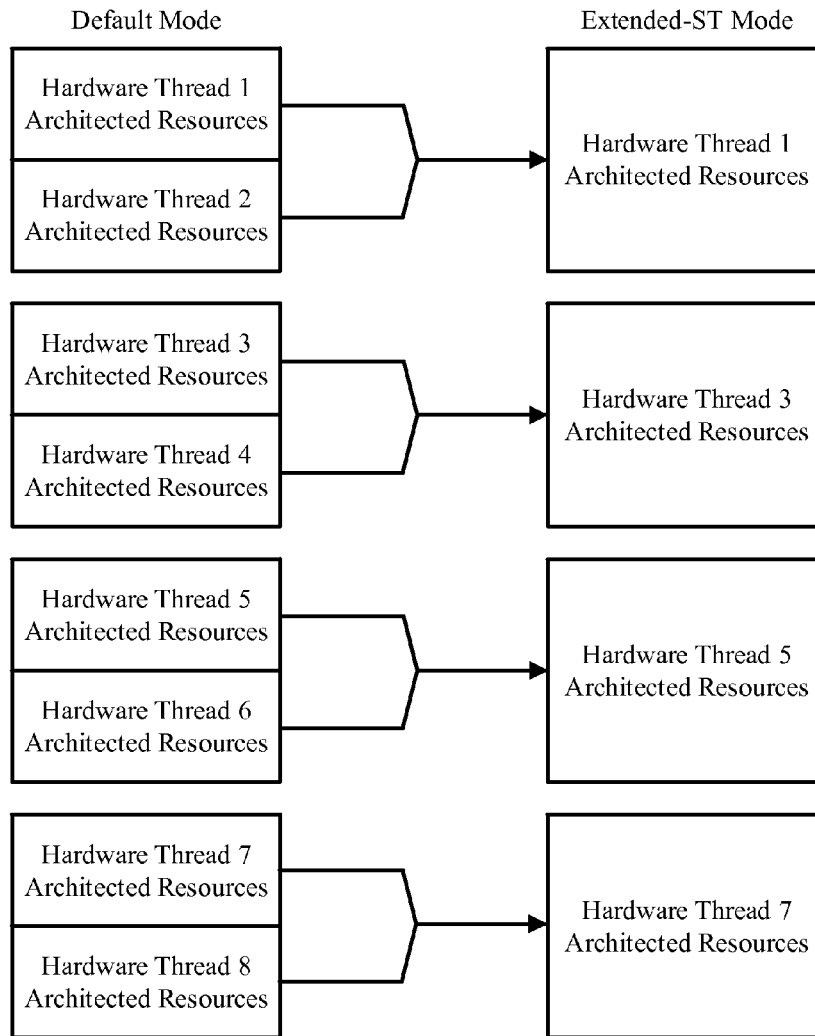 Default Mode
Extended-ST Mode
Hardware Thread 1
Architected Resources
Hardware Thread 2
Architected Resources
Hardware Thread 1
Architected Resources
Hardware Thread 3
Architected Resources
Hardware Thread 4
Architected Resources
Hardware Thread 3
Architected Resources
Hardware Thread 5
Architected Resources
Hardware Thread 6
Architected Resources
Hardware Thread 5
Architected Resources
Hardware Thread 7
Architected Resources
Hardware Thread 8
Architected Resources
Hardware Thread 7
Architected Resources